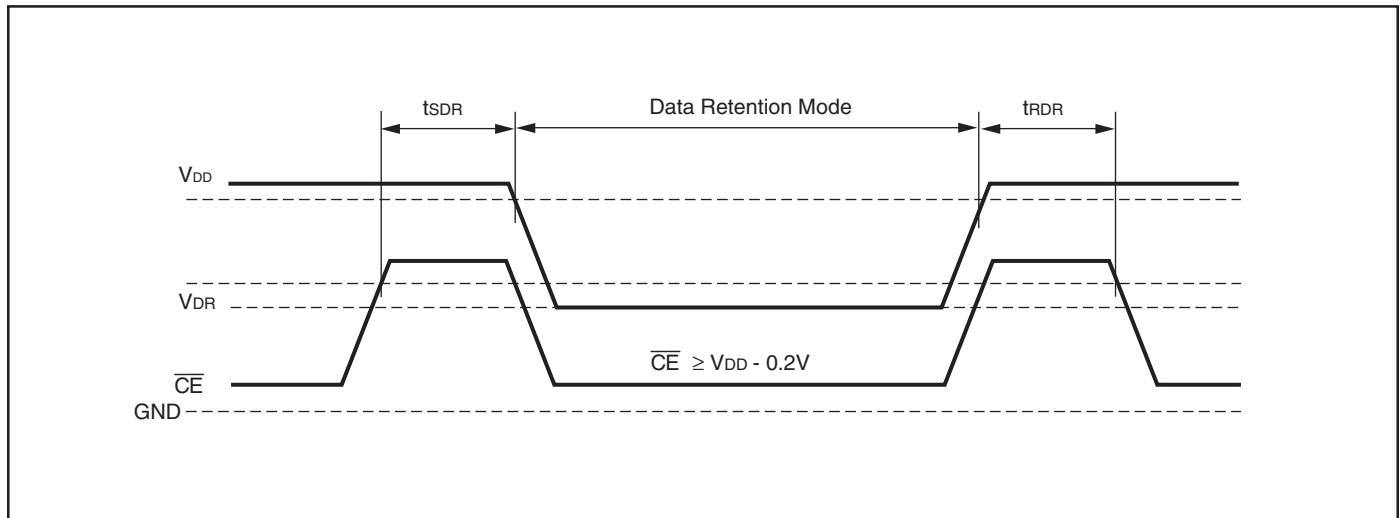 tSDR
Data Retention Mode
tRDR
VDD
VDR
CE ≥ VDD - 0.2V
CE
GND